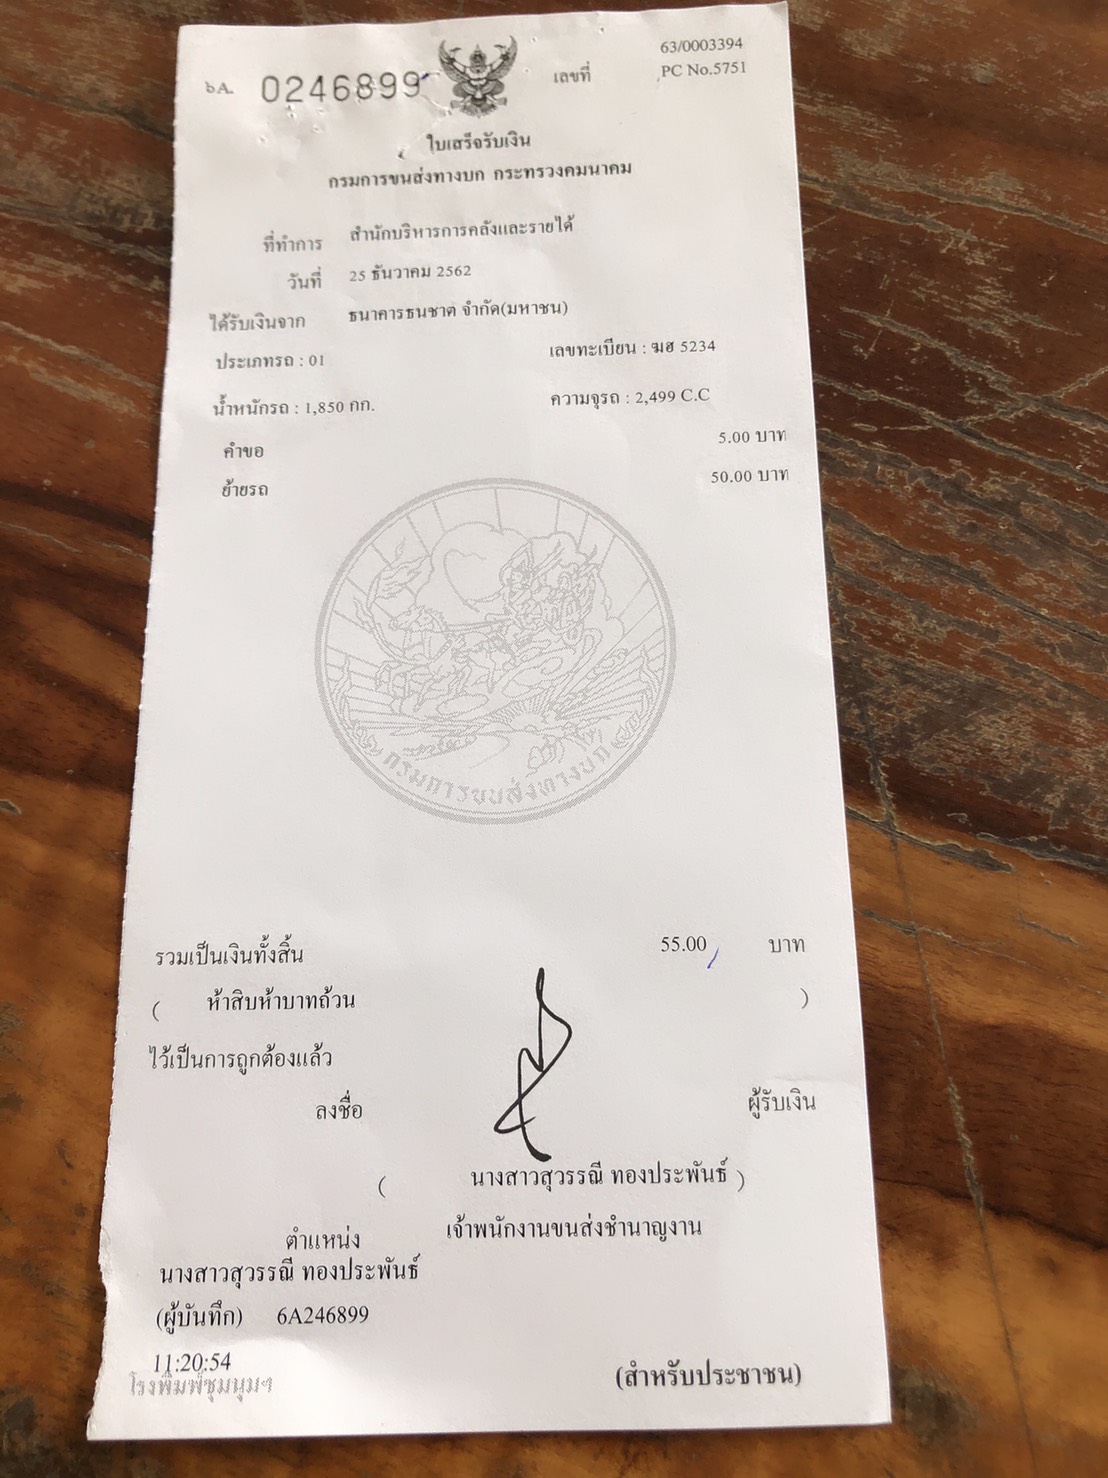 ๖A. 0246899 เลขที่ 63/0003394
PC No.5751
ใบเสร็จรับเงิน
กรมการขนส่งทางบก กระทรวงคมนาคม
ที่ทำการ สำนักบริหารการคลังและรายได้
วันที่ 25 ธันวาคม 2562
ได้รับเงินจาก ธนาคารธนชาต จำกัด(มหาชน)
ประเภทรถ : 01 เลขทะเบียน : ฆฮ 5234
น้ำหนักรถ : 1,850 กก. ความจุรถ : 2,499 C.C
คำขอ 5.00 บาท
ย้ายรถ 50.00 บาท
กรมการขนส่งทางบก
รวมเป็นเงินทั้งสิ้น 55.00 บาท
( ห้าสิบห้าบาทถ้วน )
ไว้เป็นการถูกต้องแล้ว
ลงชื่อ ผู้รับเงิน
( นางสาวสุวรรณี ทองประพันธ์ )
ตำแหน่ง เจ้าพนักงานขนส่งชำนาญงาน
นางสาวสุวรรณี ทองประพันธ์
(ผู้บันทึก) 6A246899
11:20:54
โรงพิมพ์ชุมนุมฯ (สำหรับประชาชน)